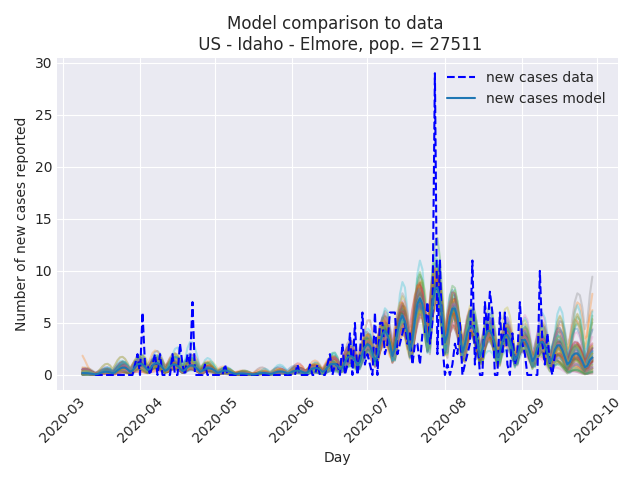 Model comparison to data
US - Idaho - Elmore, pop. = 27511
new cases data
new cases model
Number of new cases reported
30
25
20
15
10
5
0
2020-03
2020-04
2020-05
2020-06
2020-07
2020-08
2020-09
2020-10
Day